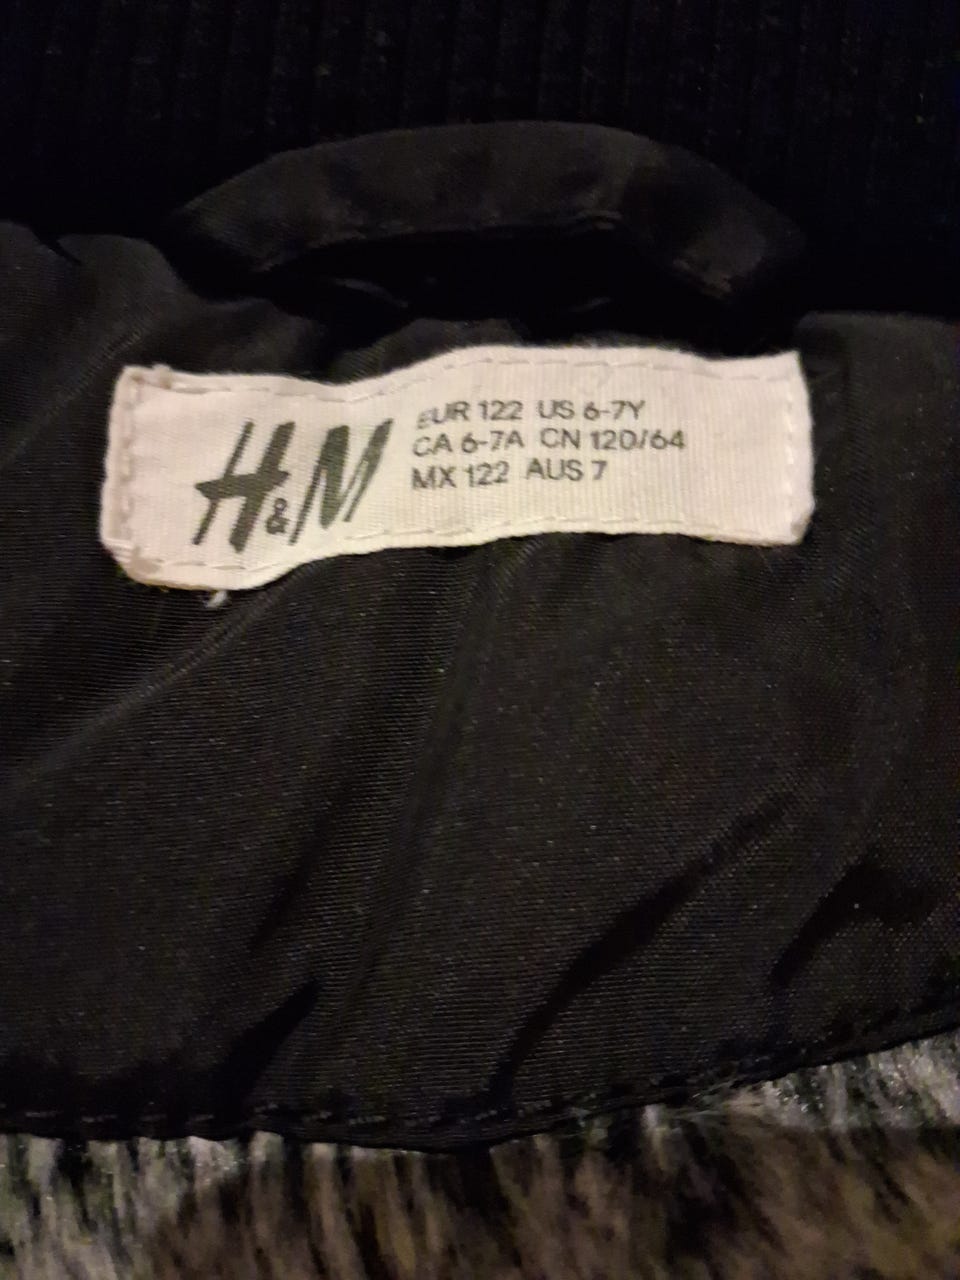 H&M
EUR 122 US 6-7Y
CA 6-7A CN 120/64
MX 122 AUS 7